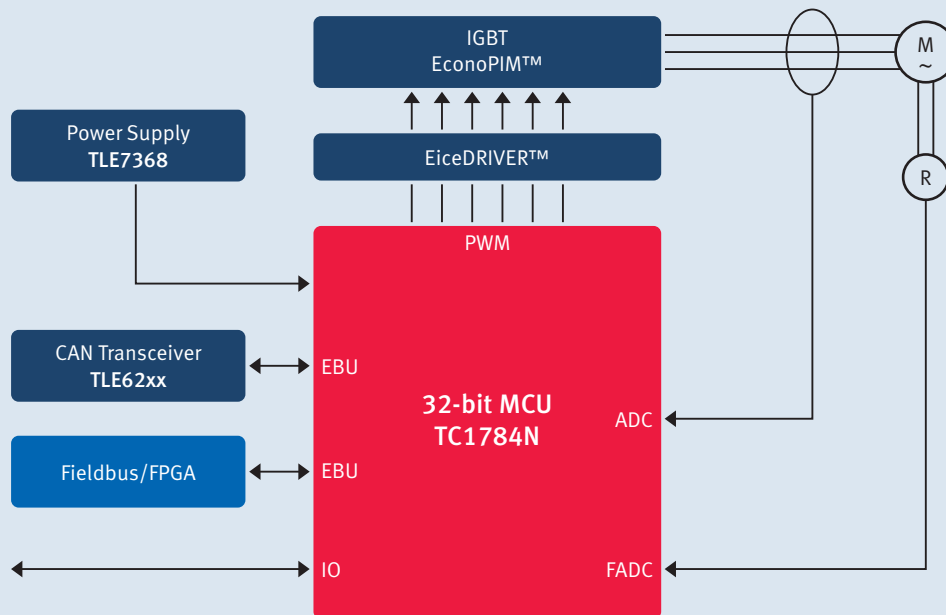 IGBT
EconoPIM™
M
~
Power Supply
TLE7368
EiceDRIVER™
R
PWM
CAN Transceiver
TLE62xx
EBU
32-bit MCU
TC1784N
ADC
Fieldbus/FPGA
EBU
IO
FADC